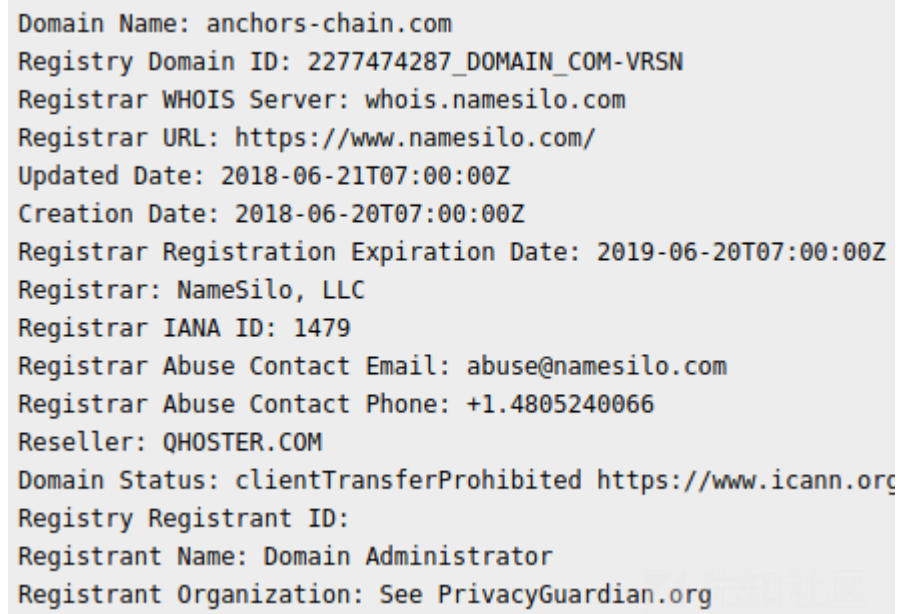 Domain Name: anchors-chain.com
Registry Domain ID: 2277474287_DOMAIN_COM-VRSN
Registrar WHOIS Server: whois.namesilo.com
Registrar URL: https://www.namesilo.com/
Updated Date: 2018-06-21T07:00:00Z
Creation Date: 2018-06-20T07:00:00Z
Registrar Registration Expiration Date: 2019-06-20T07:00:00Z
Registrar: NameSilo, LLC
Registrar IANA ID: 1479
Registrar Abuse Contact Email: abuse@namesilo.com
Registrar Abuse Contact Phone: +1.4805240066
Reseller: QHOSTER.COM
Domain Status: clientTransferProhibited https://www.icann.org
Registry Registrant ID:
Registrant Name: Domain Administrator
Registrant Organization: See PrivacyGuardian.org